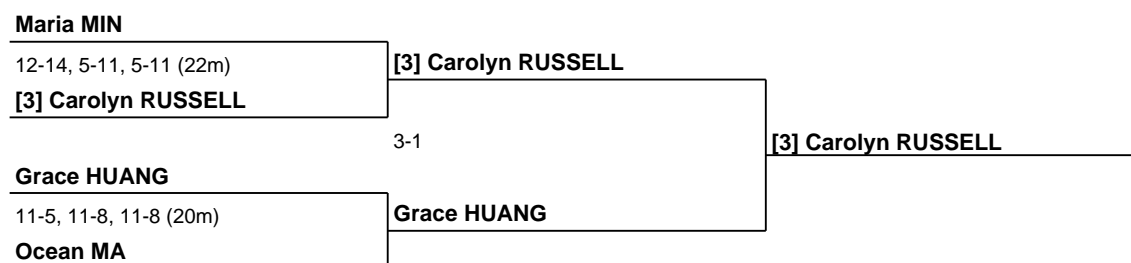 Maria MIN
12-14, 5-11, 5-11 (22m)
[3] Carolyn RUSSELL
[3] Carolyn RUSSELL
3-1
[3] Carolyn RUSSELL
Grace HUANG
11-5, 11-8, 11-8 (20m)
Grace HUANG
Ocean MA